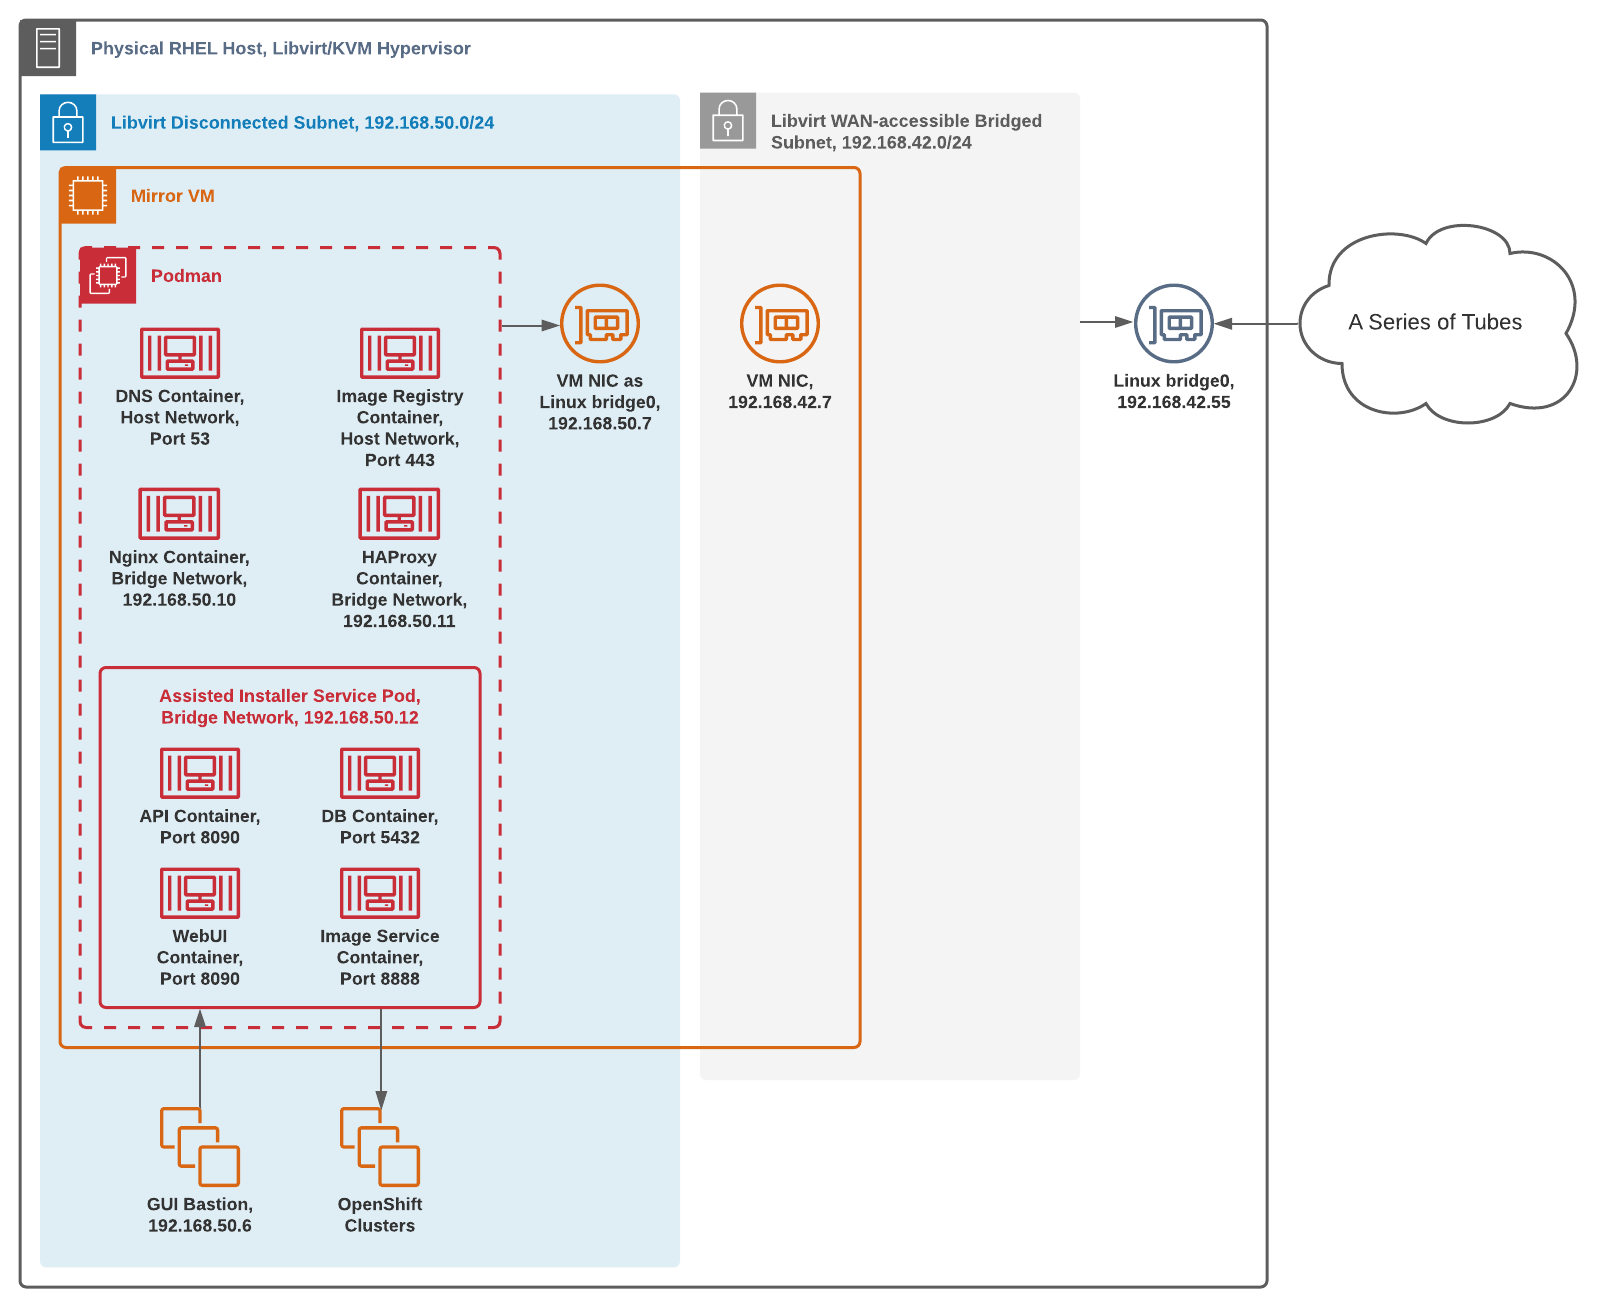 Physical RHEL Host, Libvirt/KVM Hypervisor
Libvirt Disconnected Subnet, 192.168.50.0/24
Libvirt WAN-accessible Bridged
Subnet, 192.168.42.0/24
Mirror VM
Podman
DNS Container,
Host Network,
Port 53
Image Registry
Container,
Host Network,
Port 443
VM NIC as
Linux bridge0,
192.168.50.7
VM NIC,
192.168.42.7
Linux bridge0,
192.168.42.55
A Series of Tubes
Nginx Container,
Bridge Network,
192.168.50.10
HAProxy
Container,
Bridge Network,
192.168.50.11
Assisted Installer Service Pod,
Bridge Network, 192.168.50.12
API Container,
Port 8090
DB Container,
Port 5432
WebUI
Container,
Port 8090
Image Service
Container,
Port 8888
GUI Bastion,
192.168.50.6
OpenShift
Clusters